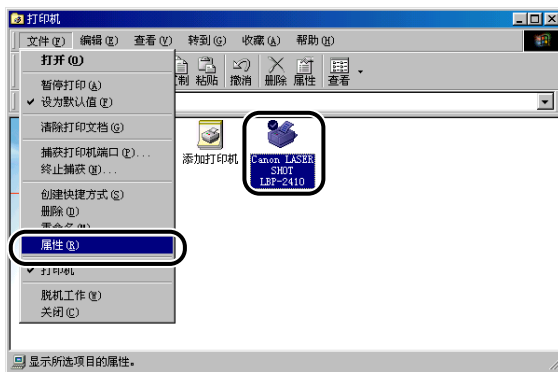 打印机
文件(F) 编辑(E) 查看(V) 转到(G) 收藏(A) 帮助(H)
制 粘贴 撤消 删除 属性 查看
打开(O)
暂停打印(A)
设为默认值(F)
清除打印文档(G)
捕获打印机端口(P)...
终止捕获(N)...
创建快捷方式(S)
删除(D)
重命名(M)
属性(R)
打印机
脱机工作(W)
关闭(C)
添加打印机
Canon LASER
SHOT
LBP-2410
显示所选项目的属性。